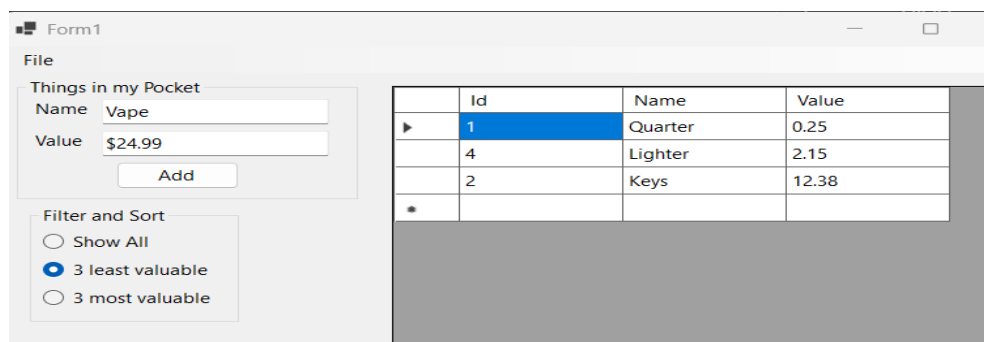 Form1
File
Things in my Pocket
Name Vape
Value $24.99
Add
Filter and Sort
Show All
3 least valuable
3 most valuable
Id Name Value
1 Quarter 0.25
4 Lighter 2.15
2 Keys 12.38